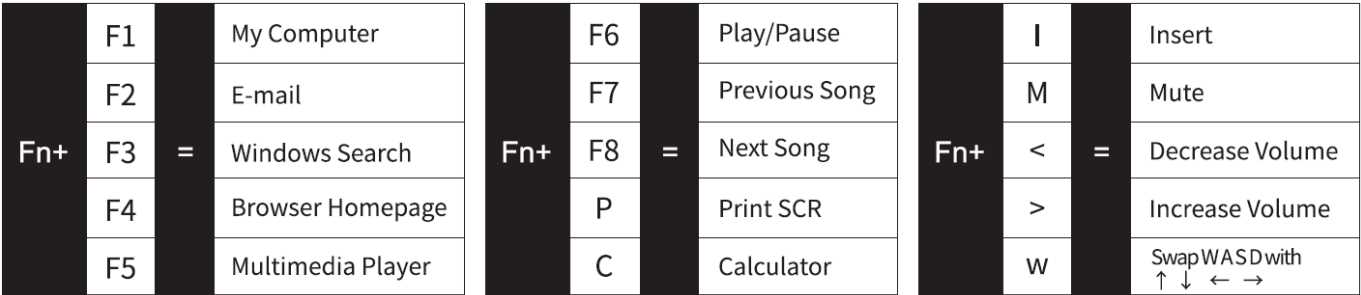 Fn+ F1 = My Computer
F2 E-mail
F3 Windows Search
F4 Browser Homepage
F5 Multimedia Player
Fn+ F6 = Play/Pause
F7 Previous Song
F8 Next Song
P Print SCR
C Calculator
Fn+ I = Insert
M Mute
< Decrease Volume
> Increase Volume
w Swap W A S D with
↑ ↓ ← →